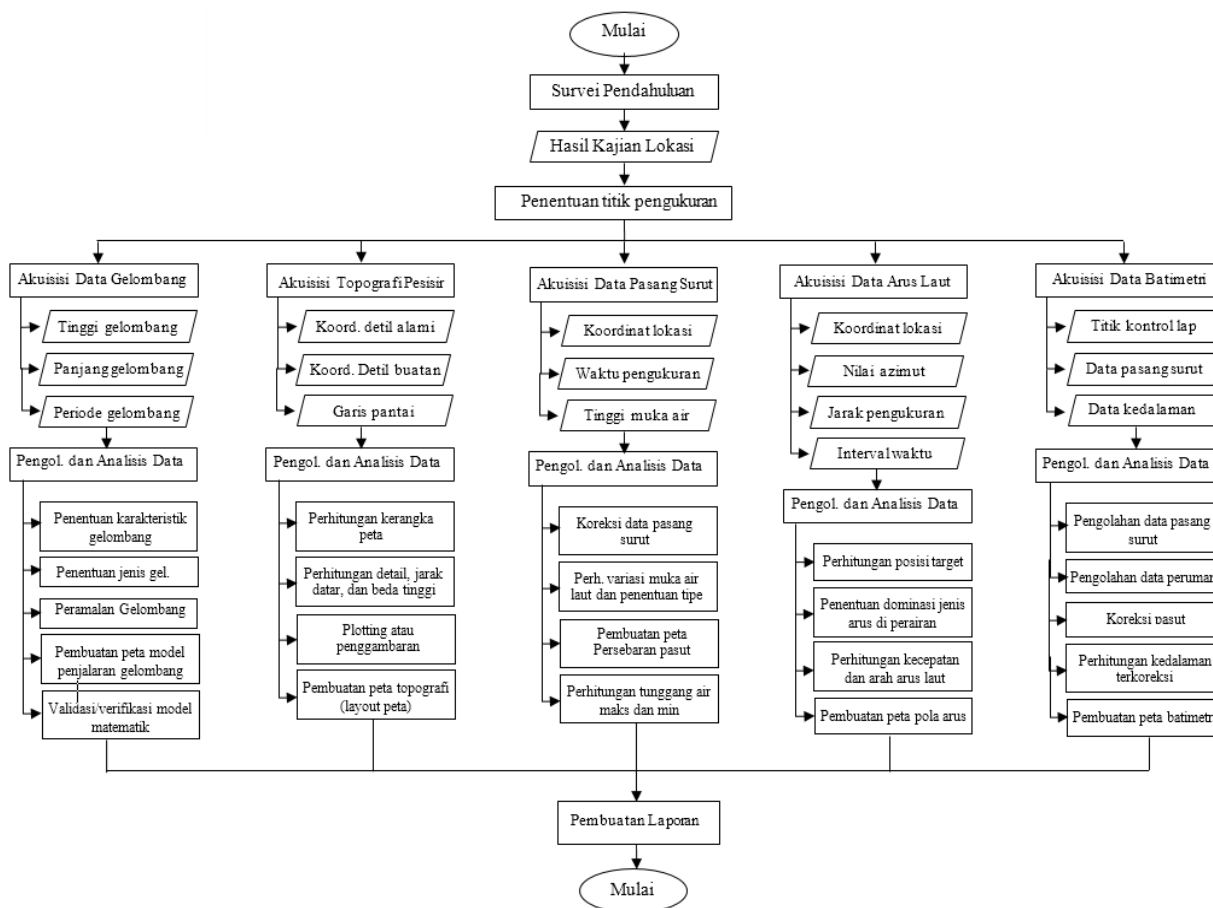 Mulai
Survei Pendahuluan
Hasil Kajian Lokasi
Penentuan titik pengukuran
Akuisisi Data Gelombang
Tinggi gelombang
Panjang gelombang
Periode gelombang
Pengol. dan Analisis Data
Penentuan karakteristik
gelombang
Penentuan jenis gel.
Peramalan Gelombang
Pembuatan peta model
penjalaran gelombang
Validasi/verifikasi model
matematik
Akuisisi Topografi Pesisir
Koord. detil alami
Koord. Detil buatan
Garis pantai
Pengol. dan Analisis Data
Perhitungan kerangka
peta
Perhitungan detail, jarak
datar, dan beda tinggi
Plotting atau
penggambaran
Pembuatan peta topografi
(layout peta)
Akuisisi Data Pasang Surut
Koordinat lokasi
Waktu pengukuran
Tinggi muka air
Pengol. dan Analisis Data
Koreksi data pasang
surut
Perh. variasi muka air
laut dan penentuan tipe
Pembuatan peta
Persebaran pasut
Perhitungan tunggang air
maks dan min
Akuisisi Data Arus Laut
Koordinat lokasi
Nilai azimut
Jarak pengukuran
Interval waktu
Pengol. dan Analisis Data
Perhitungan posisi target
Penentuan dominasi jenis
arus di perairan
Perhitungan kecepatan
dan arah arus laut
Pembuatan peta pola arus
Akuisisi Data Batimetri
Titik kontrol lap
Data pasang surut
Data kedalaman
Pengol. dan Analisis Data
Pengolahan data pasang
surut
Pengolahan data peruman
Koreksi pasut
Perhitungan kedalaman
terkoreksi
Pembuatan peta batimetri
Pembuatan Laporan
Mulai